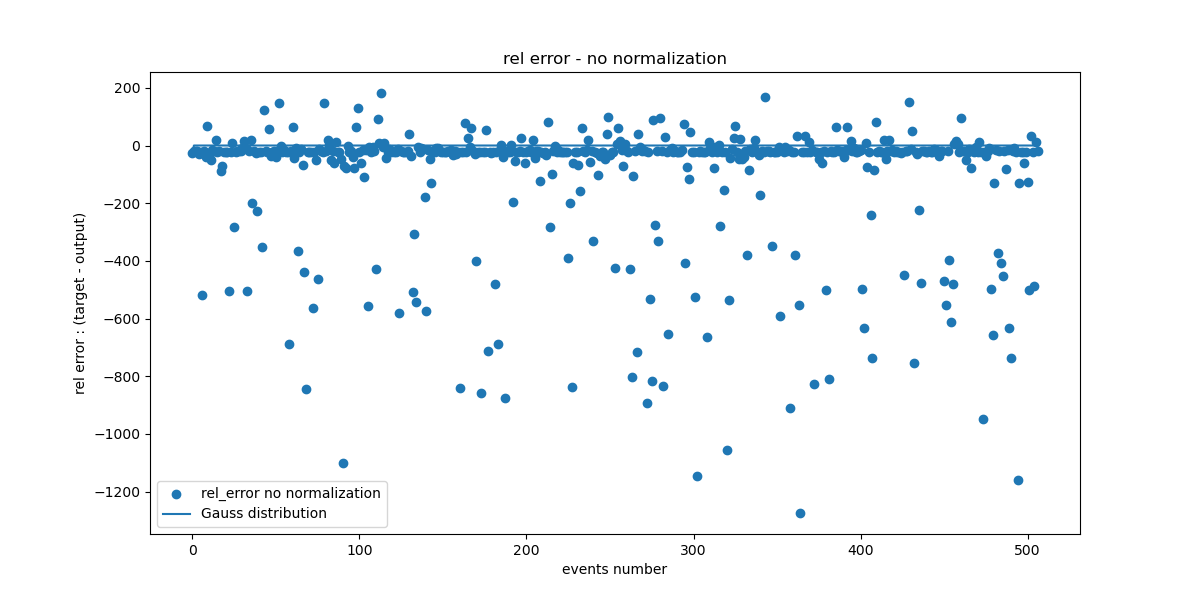 rel error - no normalization
rel error : (target - output)
200
0
−200
−400
−600
−800
−1000
−1200
rel_error no normalization
Gauss distribution
0 100 200 300 400 500
events number